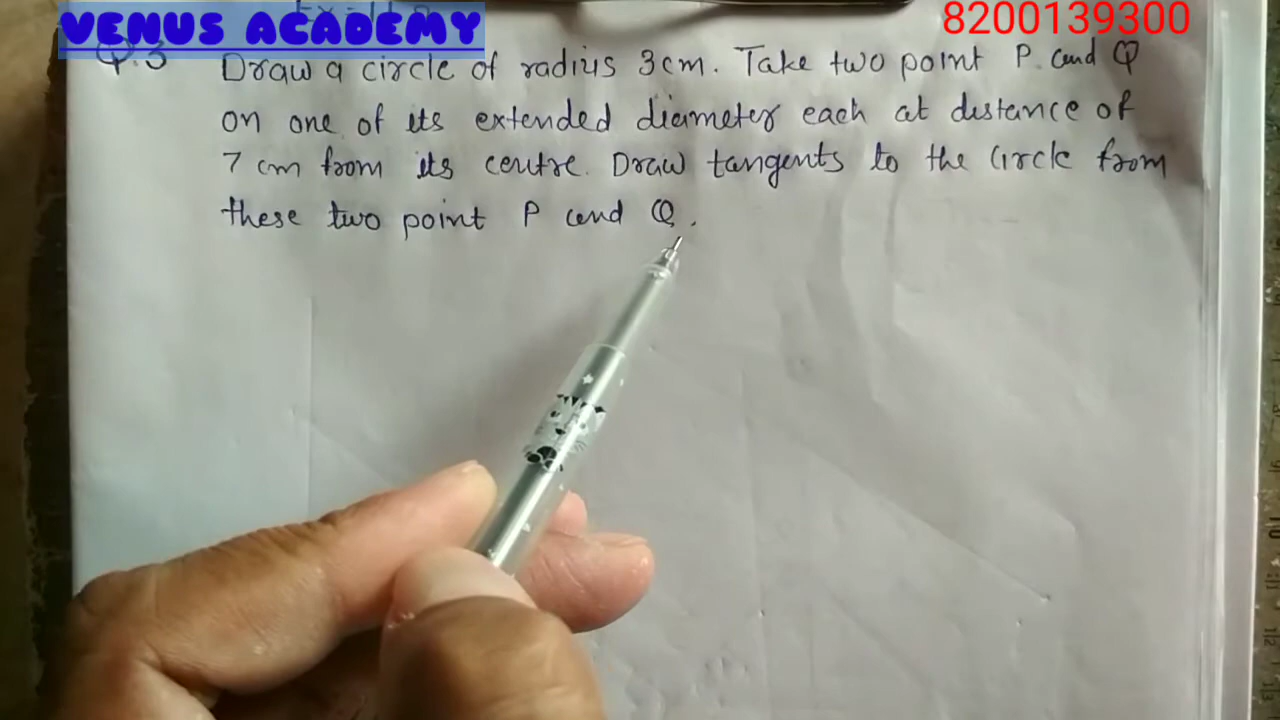 VENUS ACADEMY
8200139300
Q.3 Draw a circle of radius 3cm. Take two point P and Q
on one of its extended diameter each at distance of
7 cm from its centre. Draw tangents to the circle from
these two point P and Q.